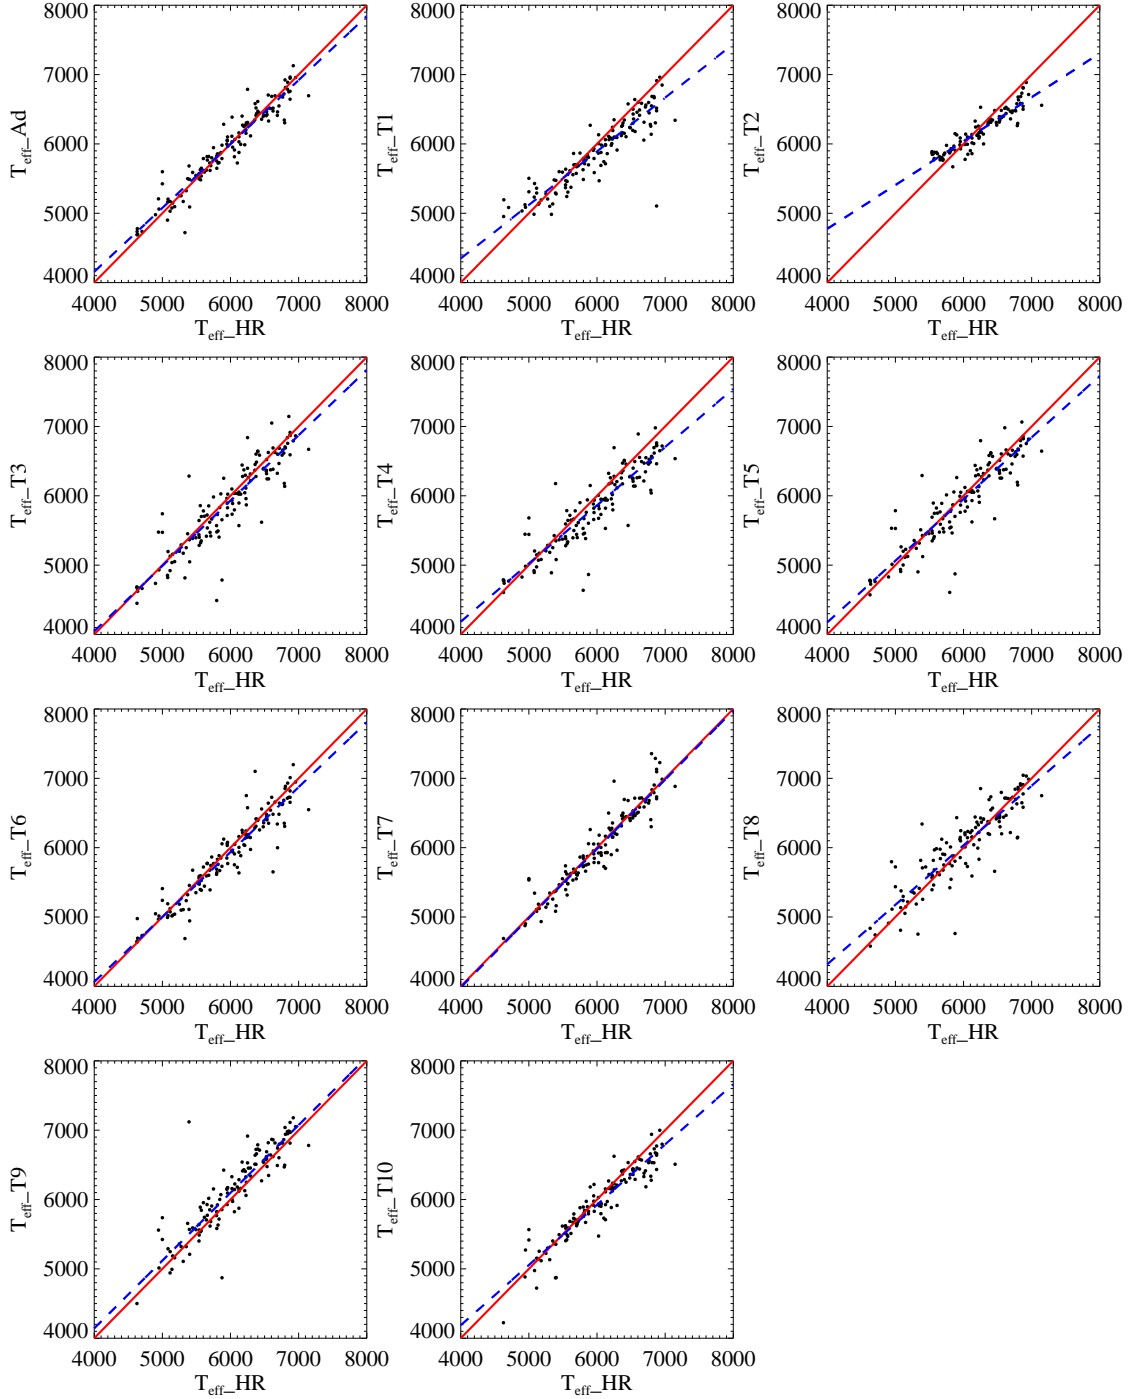 8000 8000 8000
7000 7000 7000
T_eff_Ad T_eff_T1 T_eff_T2
6000 6000 6000
5000 5000 5000
4000 4000 4000
4000 5000 6000 7000 8000 4000 5000 6000 7000 8000 4000 5000 6000 7000 8000
T_eff_HR T_eff_HR T_eff_HR
8000 8000 8000
7000 7000 7000
T_eff_T3 T_eff_T4 T_eff_T5
6000 6000 6000
5000 5000 5000
4000 4000 4000
4000 5000 6000 7000 8000 4000 5000 6000 7000 8000 4000 5000 6000 7000 8000
T_eff_HR T_eff_HR T_eff_HR
8000 8000 8000
7000 7000 7000
T_eff_T6 T_eff_T7 T_eff_T8
6000 6000 6000
5000 5000 5000
4000 4000 4000
4000 5000 6000 7000 8000 4000 5000 6000 7000 8000 4000 5000 6000 7000 8000
T_eff_HR T_eff_HR T_eff_HR
8000 8000
7000 7000
T_eff_T9 T_eff_T10
6000 6000
5000 5000
4000 4000
4000 5000 6000 7000 8000 4000 5000 6000 7000 8000
T_eff_HR T_eff_HR